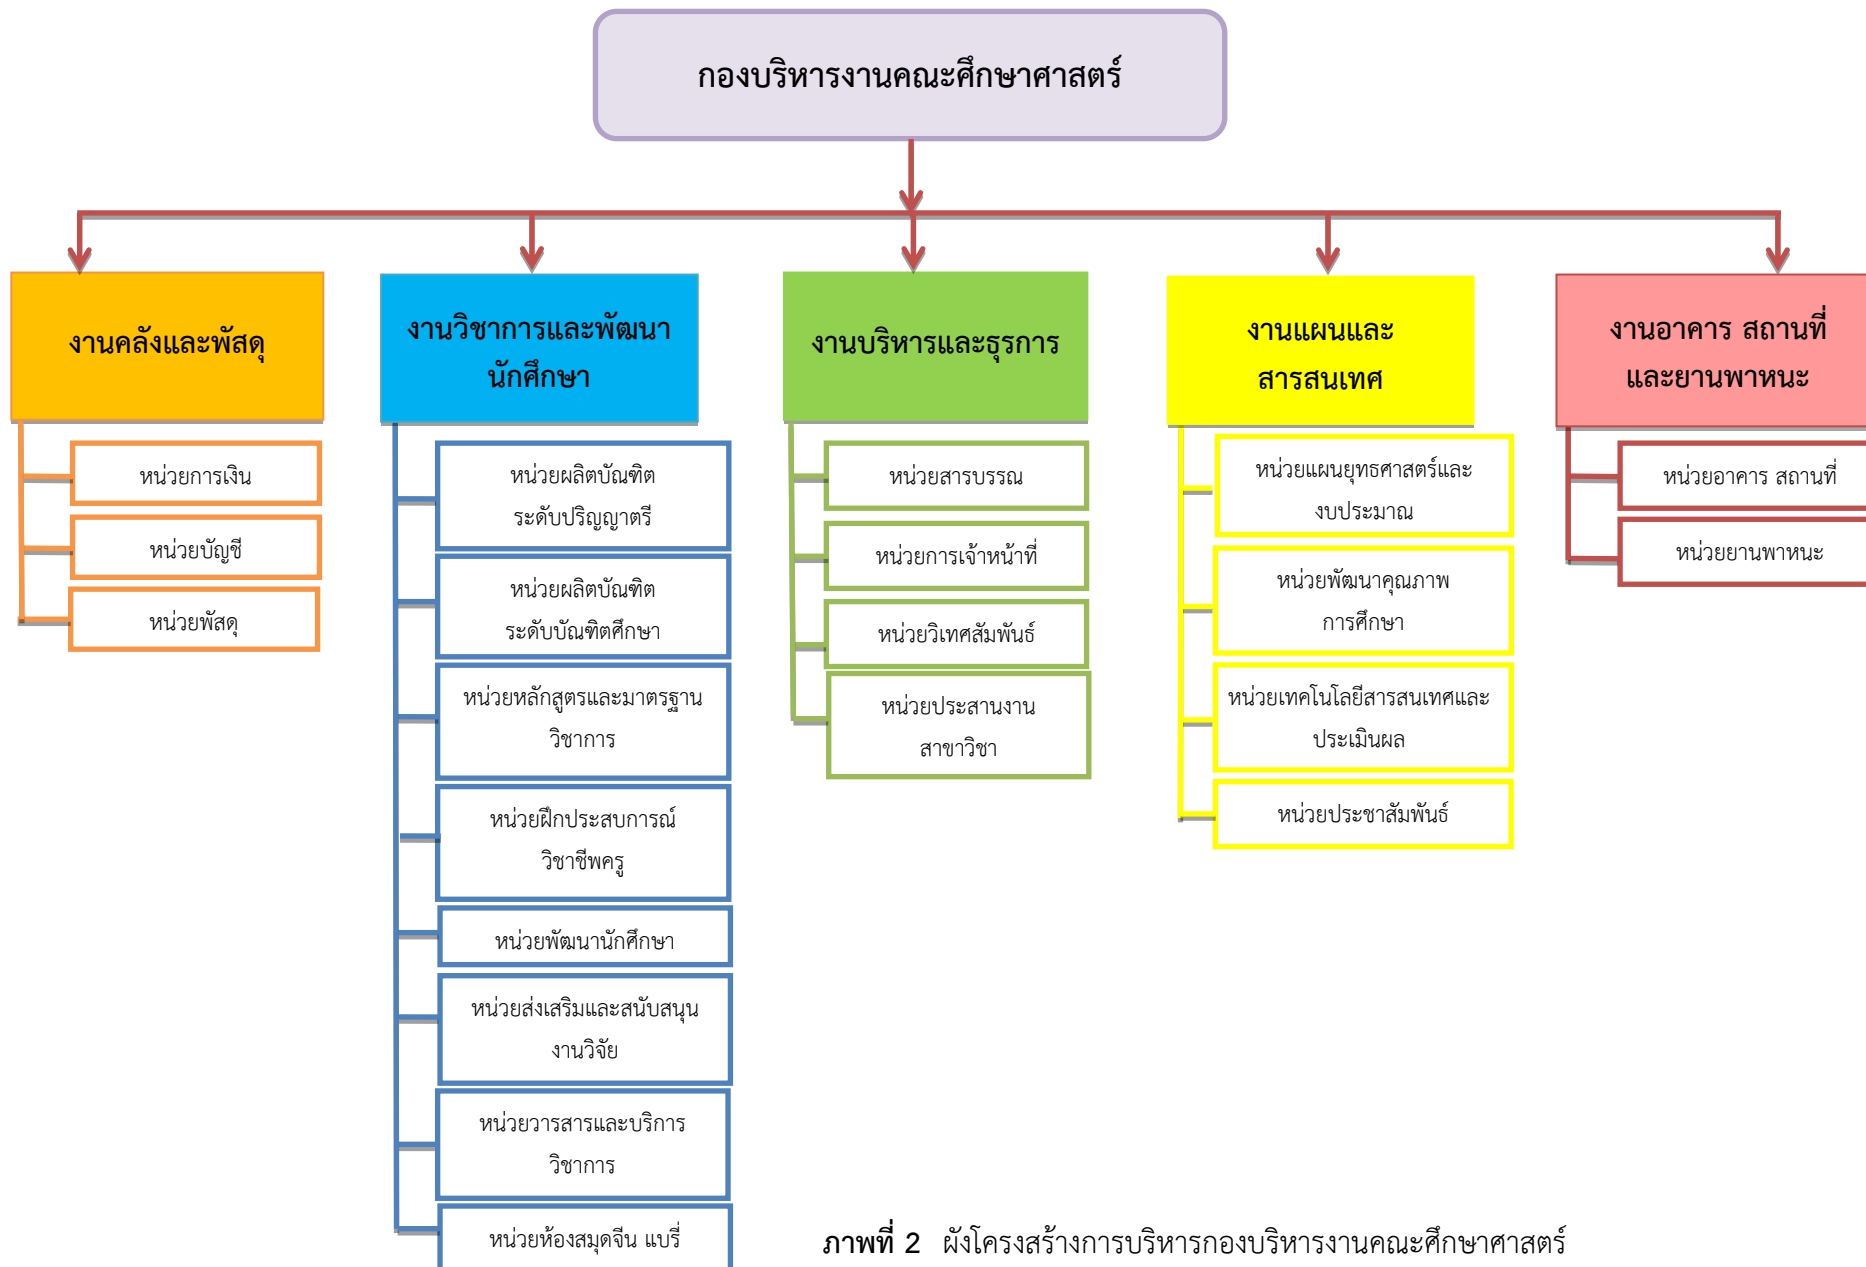 กองบริหารงานคณะศึกษาศาสตร์
งานคลังและพัสดุ
หน่วยการเงิน
หน่วยบัญชี
หน่วยพัสดุ
งานวิชาการและพัฒนา
นักศึกษา
หน่วยผลิตบัณฑิต
ระดับปริญญาตรี
หน่วยผลิตบัณฑิต
ระดับบัณฑิตศึกษา
หน่วยหลักสูตรและมาตรฐาน
วิชาการ
หน่วยฝึกประสบการณ์
วิชาชีพครู
หน่วยพัฒนานักศึกษา
หน่วยส่งเสริมและสนับสนุน
งานวิจัย
หน่วยวารสารและบริการ
วิชาการ
หน่วยห้องสมุดจีน แบรี่
งานบริหารและธุรการ
หน่วยสารบรรณ
หน่วยการเจ้าหน้าที่
หน่วยวิเทศสัมพันธ์
หน่วยประสานงาน
สาขาวิชา
งานแผนและ
สารสนเทศ
หน่วยแผนยุทธศาสตร์และ
งบประมาณ
หน่วยพัฒนาคุณภาพ
การศึกษา
หน่วยเทคโนโลยีสารสนเทศและ
ประเมินผล
หน่วยประชาสัมพันธ์
งานอาคาร สถานที่
และยานพาหนะ
หน่วยอาคาร สถานที่
หน่วยยานพาหนะ
ภาพที่ 2 ผังโครงสร้างการบริหารกองบริหารงานคณะศึกษาศาสตร์